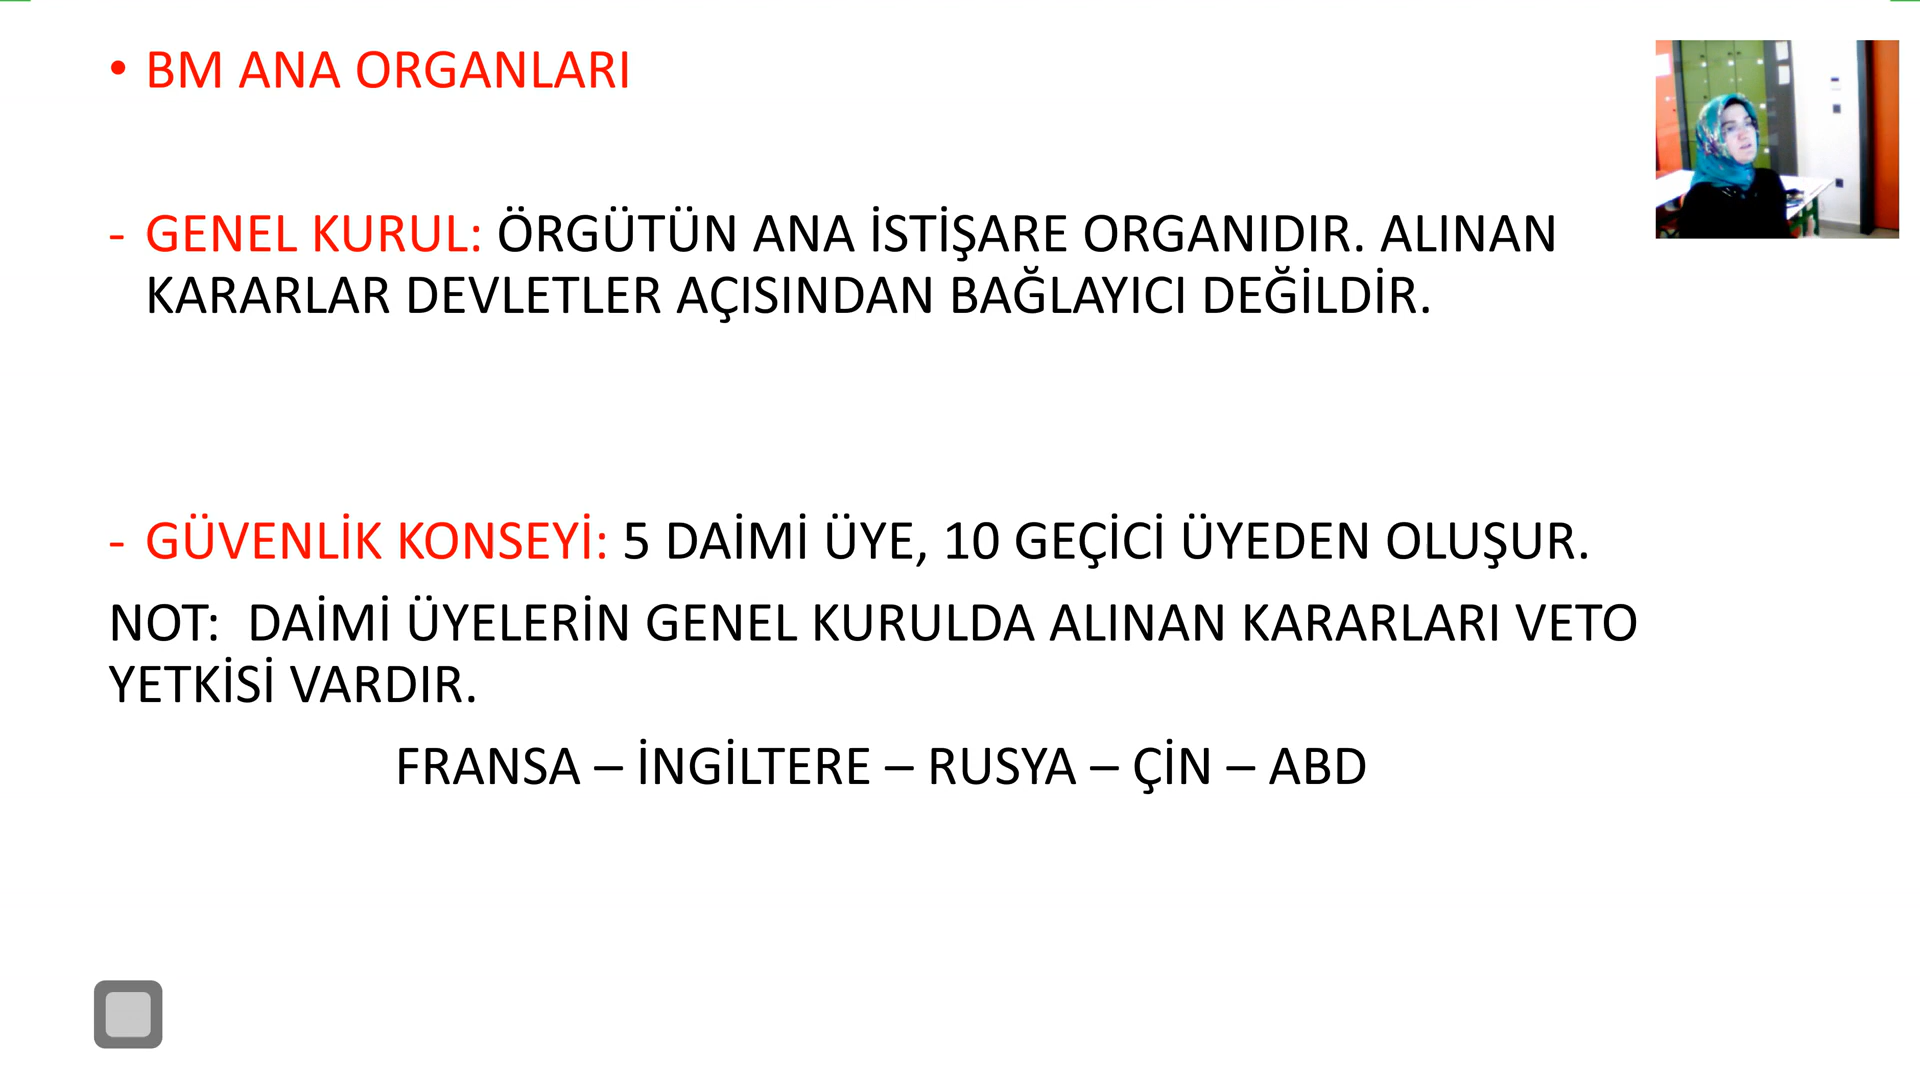 • BM ANA ORGANLARI
- GENEL KURUL: ÖRGÜTÜN ANA İSTİŞARE ORGANIDIR. ALINAN
KARARLAR DEVLETLER AÇISINDAN BAĞLAYICI DEĞİLDİR.
- GÜVENLİK KONSEYİ: 5 DAİMİ ÜYE, 10 GEÇİCİ ÜYEDEN OLUŞUR.
NOT: DAİMİ ÜYELERİN GENEL KURULDA ALINAN KARARLARI VETO
YETKİSİ VARDIR.
FRANSA – İNGİLTERE – RUSYA – ÇİN – ABD